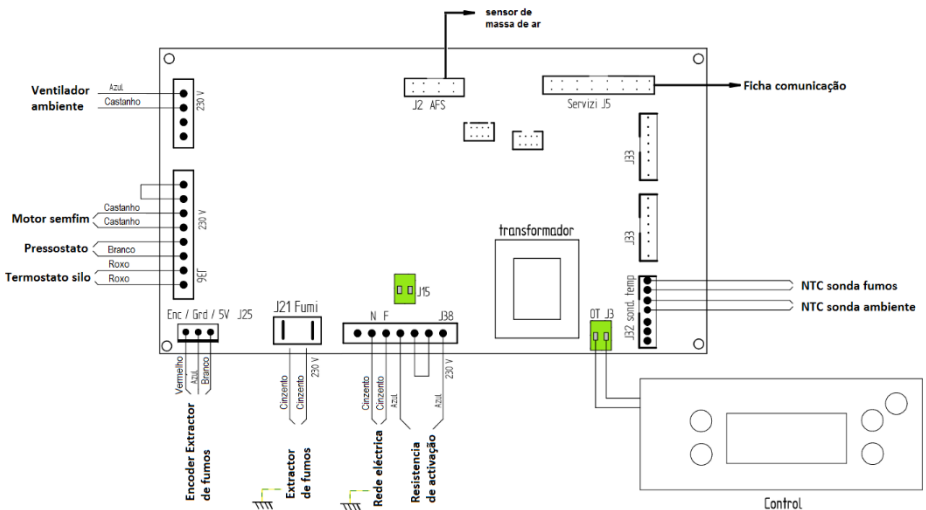 sensor de
massa de ar
Ventilador
ambiente
Azul
Castanho
230 V
J2 AFS
Servizi J5
Ficha comunicação
J33
J33
Motor semfim
Castanho
Castanho
Pressostato
Branco
Termostato silo
Roxo
Roxo
230 V
J36
transformador
J15
Enc / Grd / 5V J25
J21 Fumi
N F
J38
OT J3
J32 sond. temp
NTC sonda fumos
NTC sonda ambiente
Vermelho
Azul
Branco
Encoder Extractor
de fumos
Cinzento
Cinzento
230 V
Extractor
de fumos
Cinzento
Cinzento
Azul
Azul
230 V
Rede eléctrica
Resistencia
de activação
Control